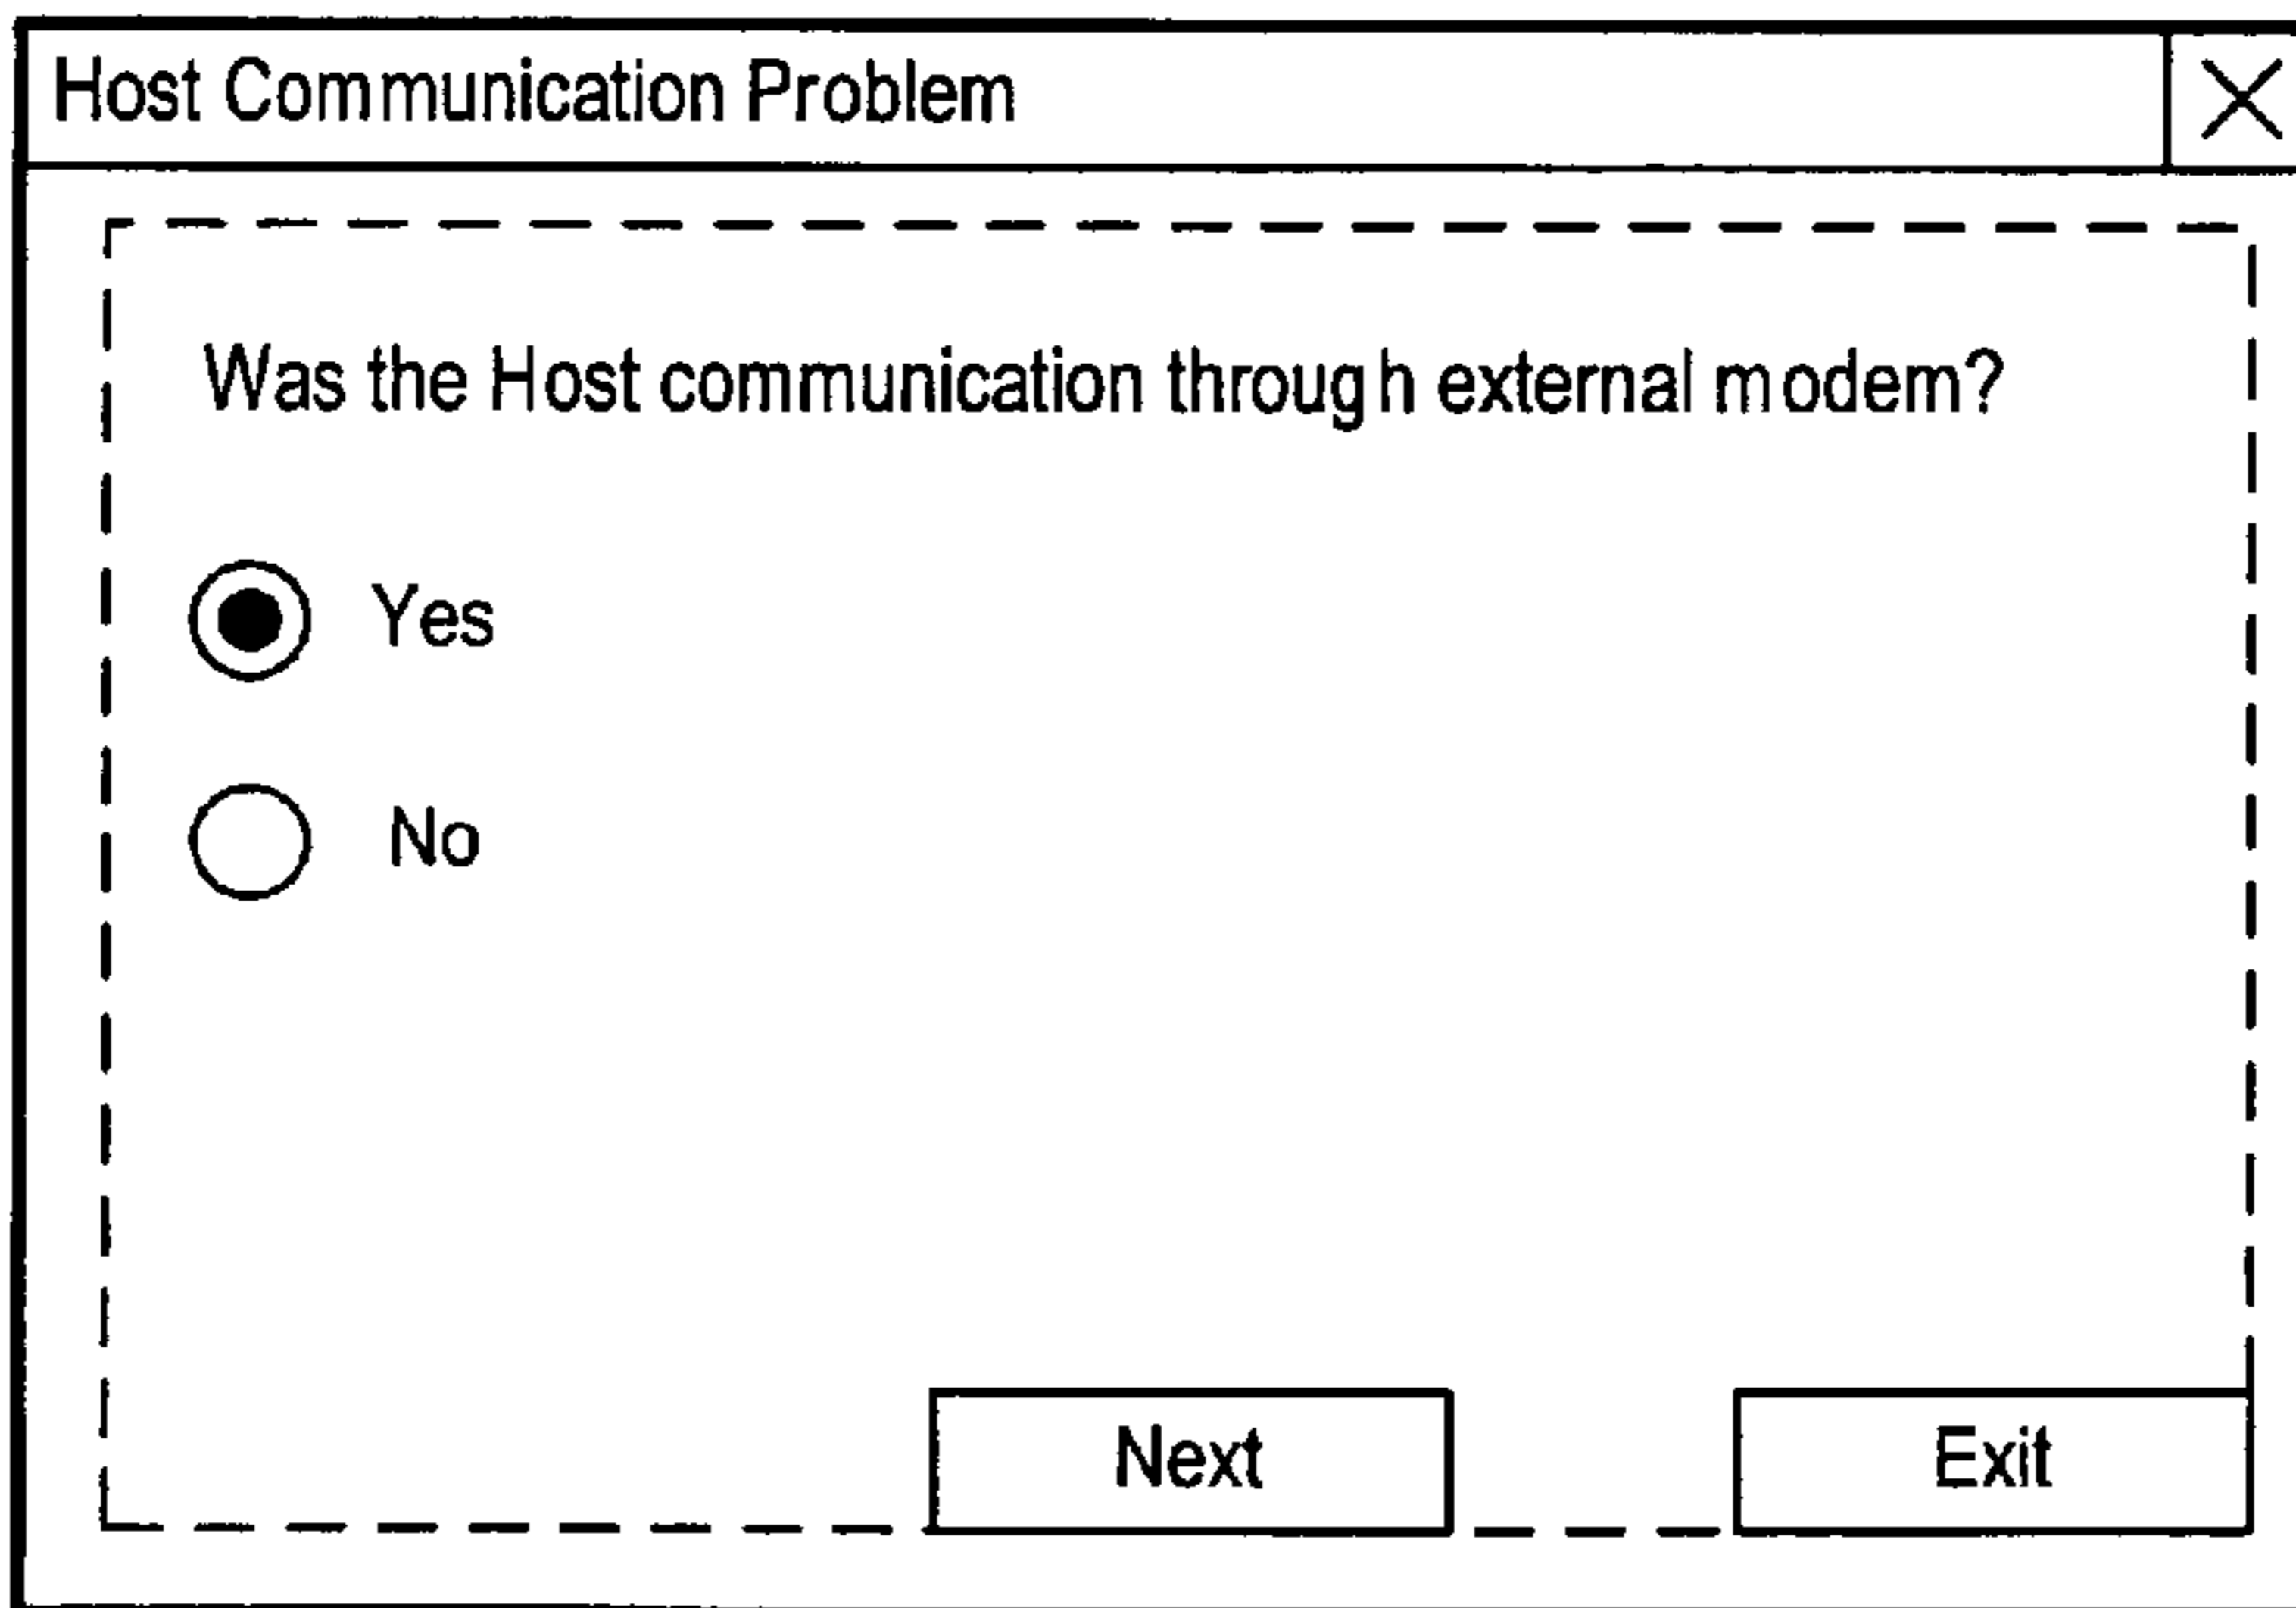 Host Communication Problem
Was the Host communication through external modem?
Yes
No
Next
Exit